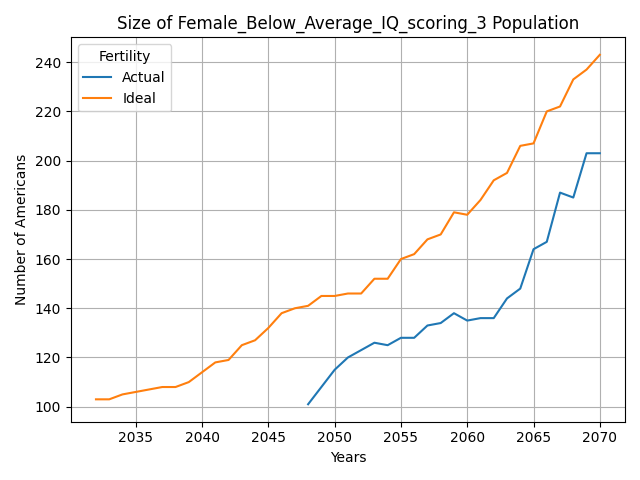 Size of Female_Below_Average_IQ_scoring_3 Population
Fertility
Actual
Ideal
Number of Americans
240
220
200
180
160
140
120
100
2035 2040 2045 2050 2055 2060 2065 2070
Years